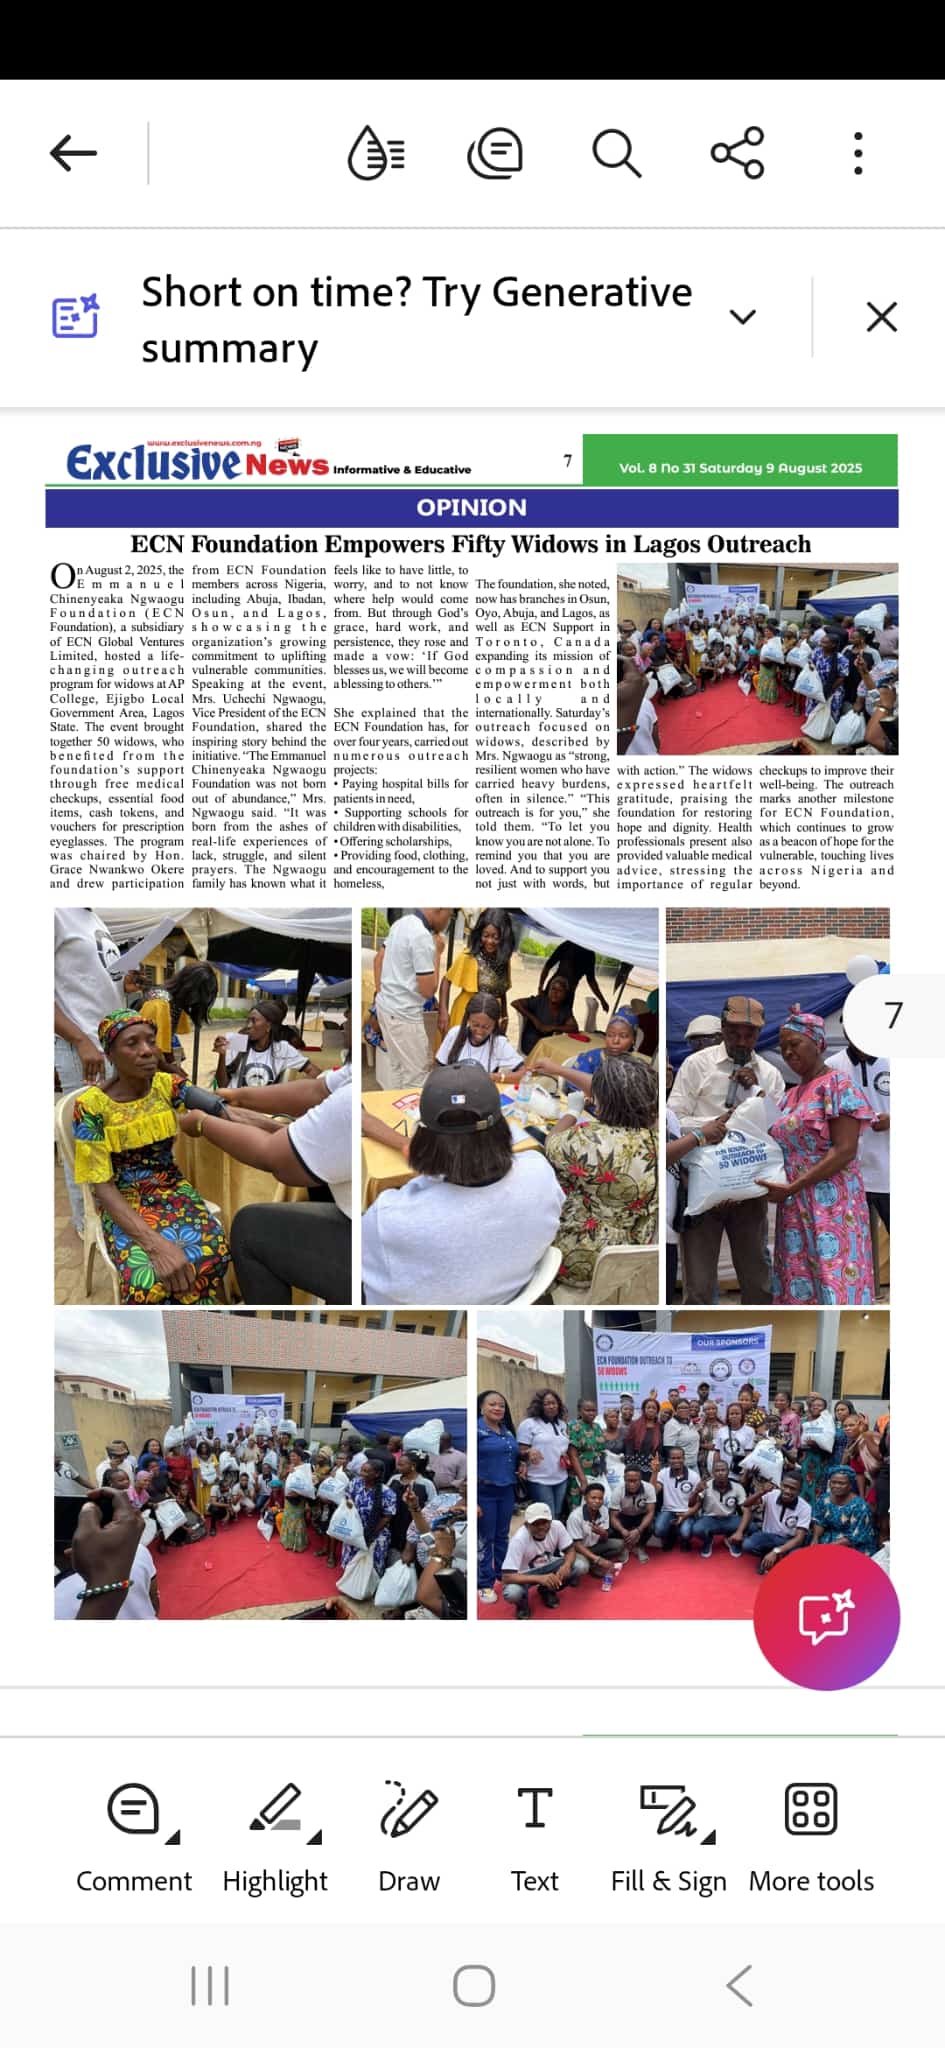 Short on time? Try Generative
summary
www.exclusivenews.com.ng
Exclusive News Informative & Educative
7
Vol. 8 No 31 Saturday 9 August 2025
OPINION
ECN Foundation Empowers Fifty Widows in Lagos Outreach
On August 2, 2025, the
Emmanuel
Chinenyeaka Ngwaogu
Foundation (ECN
Foundation), a subsidiary
of ECN Global Ventures
Limited, hosted a life-
changing outreach
program for widows at AP
College, Ejigbo Local
Government Area, Lagos
State. The event brought
together 50 widows, who
benefited from the
foundation's support
through free medical
checkups, essential food
items, cash tokens, and
vouchers for prescription
eyeglasses. The program
was chaired by Hon.
Grace Nwankwo Okere
and drew participation
from ECN Foundation
members across Nigeria,
including Abuja, Ibadan,
Osun, and Lagos,
showcasing the
organization's growing
commitment to uplifting
vulnerable communities.
Speaking at the event,
Mrs. Uchechi Ngwaogu,
Vice President of the ECN
Foundation, shared the
inspiring story behind the
initiative. "The Emmanuel
Chinenyeaka Ngwaogu
Foundation was not born
out of abundance," Mrs.
Ngwaogu said. "It was
born from the ashes of
real-life experiences of
lack, struggle, and silent
prayers. The Ngwaogu
family has known what it
feels like to have little, to
worry, and to not know
where help would come
from. But through God's
grace, hard work, and
persistence, they rose and
made a vow: 'If God
blesses us, we will become
a blessing to others.'"
She explained that the
ECN Foundation has, for
over four years, carried out
numerous outreach
projects:
• Paying hospital bills for
patients in need,
• Supporting schools for
children with disabilities,
• Offering scholarships,
• Providing food, clothing,
and encouragement to the
homeless,
The foundation, she noted,
now has branches in Osun,
Oyo, Abuja, and Lagos, as
well as ECN Support in
Toronto, Canada
expanding its mission of
compassion and
empowerment both
locally and
internationally. Saturday's
outreach focused on
widows, described by
Mrs. Ngwaogu as "strong,
resilient women who have
carried heavy burdens,
often in silence." "This
outreach is for you," she
told them. "To let you
know you are not alone. To
remind you that you are
loved. And to support you
not just with words, but
with action." The widows
expressed heartfelt
gratitude, praising the
foundation for restoring
hope and dignity. Health
professionals present also
provided valuable medical
advice, stressing the
importance of regular
checkups to improve their
well-being. The outreach
marks another milestone
for ECN Foundation,
which continues to grow
as a beacon of hope for the
vulnerable, touching lives
across Nigeria and
beyond.
7
OUTREACH TO
50 WIDOWS
OUR SPONSORS
ECN FOUNDATION OUTREACH TO
50 WIDOWS
Comment
Highlight
Draw
T
Text
Fill & Sign
More tools